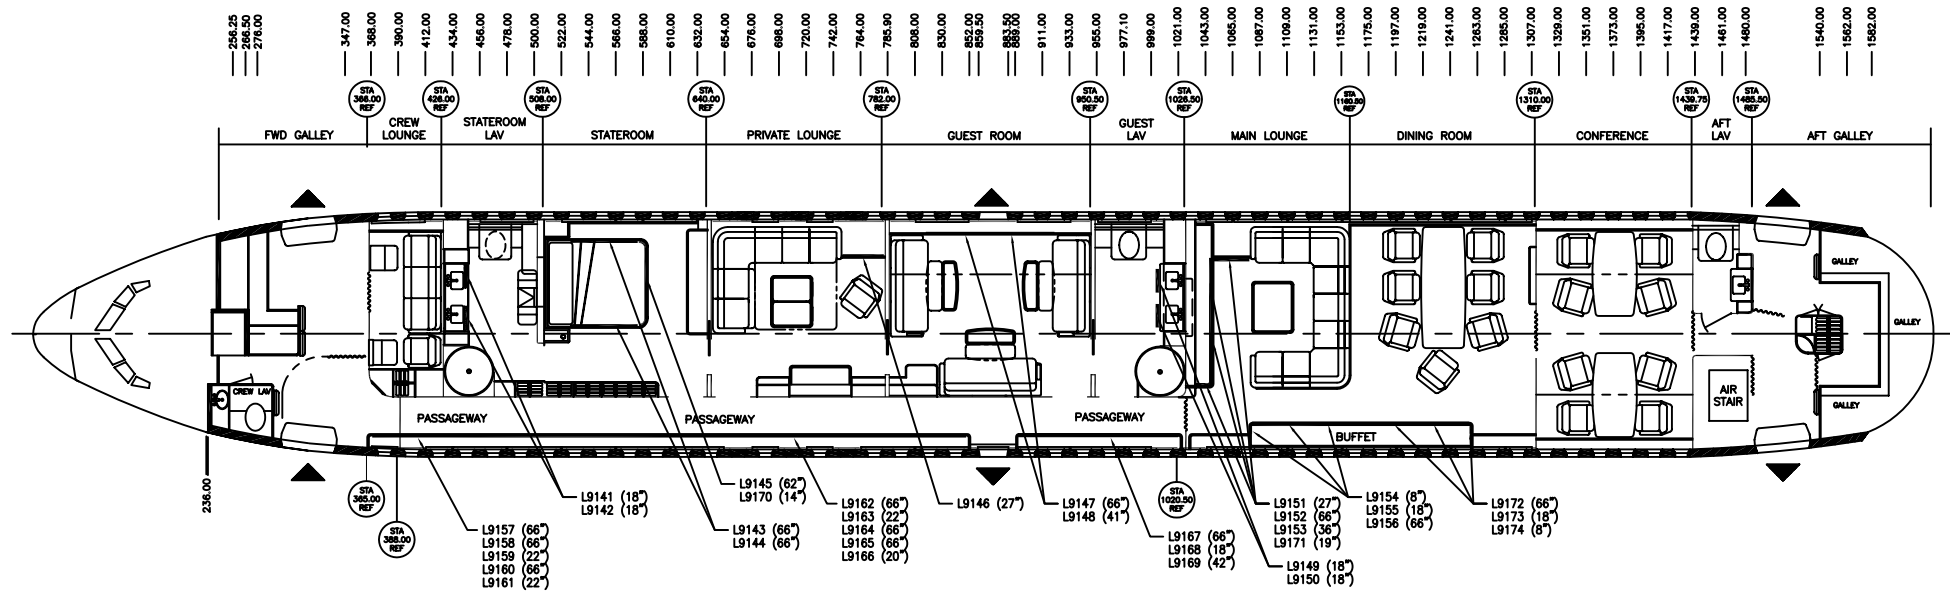 256.25
266.50
276.00
347.00
368.00
390.00
412.00
434.00
456.00
478.00
500.00
522.00
544.00
566.00
588.00
610.00
632.00
654.00
676.00
698.00
720.00
742.00
764.00
785.90
808.00
830.00
852.00
859.50
883.50
889.00
911.00
933.00
955.00
977.10
999.00
1021.00
1043.00
1065.00
1087.00
1109.00
1131.00
1153.00
1175.00
1197.00
1219.00
1241.00
1263.00
1285.00
1307.00
1329.00
1351.00
1373.00
1395.00
1417.00
1439.00
1461.00
1480.00
1540.00
1562.00
1582.00
STA
366.00
REF
STA
426.00
REF
STA
508.00
REF
STA
640.00
REF
STA
782.00
REF
STA
950.50
REF
STA
1026.50
REF
STA
1160.50
REF
STA
1310.00
REF
STA
1439.75
REF
STA
1485.50
REF
FWD GALLEY
CREW
LOUNGE
STATEROOM
LAV
STATEROOM
PRIVATE LOUNGE
GUEST ROOM
GUEST
LAV
MAIN LOUNGE
DINING ROOM
CONFERENCE
AFT
LAV
AFT GALLEY
GALLEY
GALLEY
GALLEY
CREW LAV
AIR
STAIR
PASSAGEWAY
PASSAGEWAY
PASSAGEWAY
BUFFET
236.00
STA
365.00
REF
STA
388.00
REF
STA
1020.50
REF
L9157 (66")
L9158 (66")
L9159 (22")
L9160 (66")
L9161 (22")
L9141 (18")
L9142 (18")
L9145 (62")
L9170 (14")
L9143 (66")
L9144 (66")
L9162 (66")
L9163 (22")
L9164 (66")
L9165 (66")
L9166 (20")
L9146 (27")
L9147 (66")
L9148 (41")
L9167 (66")
L9168 (18")
L9169 (42")
L9151 (27")
L9152 (66")
L9153 (36")
L9171 (19")
L9149 (18")
L9150 (18")
L9154 (8")
L9155 (18")
L9156 (66")
L9172 (66")
L9173 (18")
L9174 (8")